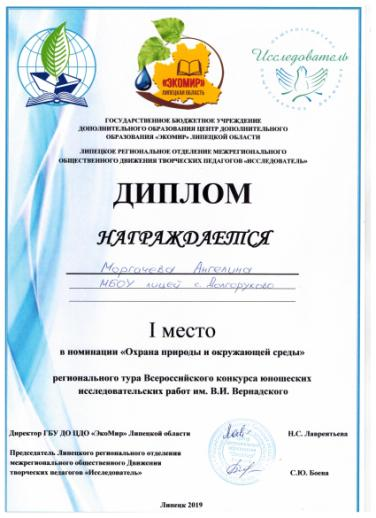 «ЭКОМИР»
ЛИПЕЦКАЯ ОБЛАСТЬ
Исследователь
ГОСУДАРСТВЕННОЕ БЮДЖЕТНОЕ УЧРЕЖДЕНИЕ
ДОПОЛНИТЕЛЬНОГО ОБРАЗОВАНИЯ ЦЕНТР ДОПОЛНИТЕЛЬНОГО
ОБРАЗОВАНИЯ «ЭКОМИР» ЛИПЕЦКОЙ ОБЛАСТИ
ЛИПЕЦКОЕ РЕГИОНАЛЬНОЕ ОТДЕЛЕНИЕ МЕЖРЕГИОНАЛЬНОГО
ОБЩЕСТВЕННОГО ДВИЖЕНИЯ ТВОРЧЕСКИХ ПЕДАГОГОВ «ИССЛЕДОВАТЕЛЬ»
ДИПЛОМ
НАГРАЖДАЕТСЯ
Моргачева Ангелина
МБОУ лицей с. Долгоруково
I место
в номинации «Охрана природы и окружающей среды»
регионального тура Всероссийского конкурса юношеских
исследовательских работ им. В.И. Вернадского
Директор ГБУ ДО ЦДО «ЭкоМир» Липецкой области
Н.С. Лаврентьева
Председатель Липецкого регионального отделения
межрегионального общественного Движения
творческих педагогов «Исследователь»
С.Ю. Боева
Липецк 2019